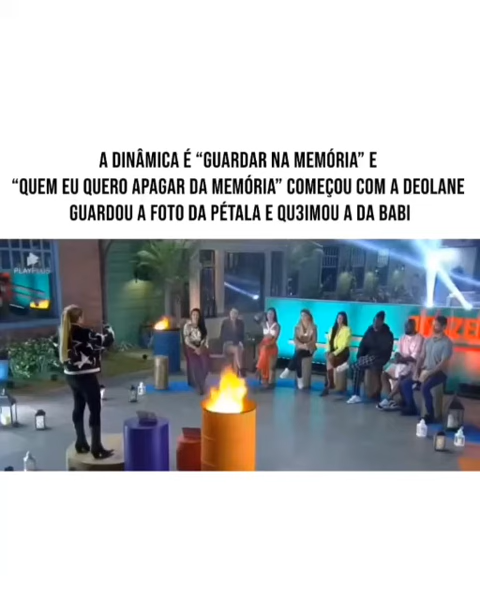 A DINÂMICA É “GUARDAR NA MEMÓRIA” E
“QUEM EU QUERO APAGAR DA MEMÓRIA” COMEÇOU COM A DEOLANE
GUARDOU A FOTO DA PÉTALA E QU3IMOU A DA BABI
PLAYPLUS